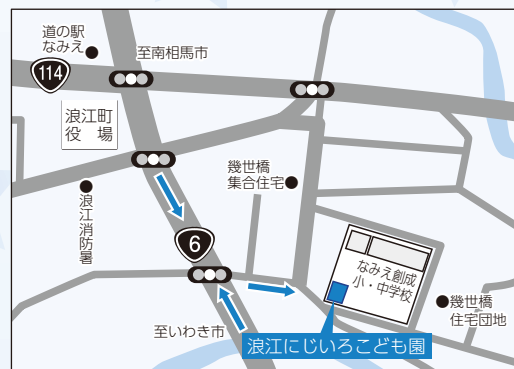 道の駅
なみえ
至南相馬市
114
浪江町
役　場
幾世橋
集合住宅
浪江消防暑
6
なみえ創成
小・中学校
幾世橋
住宅団地
至いわき市
浪江にじいろこども園